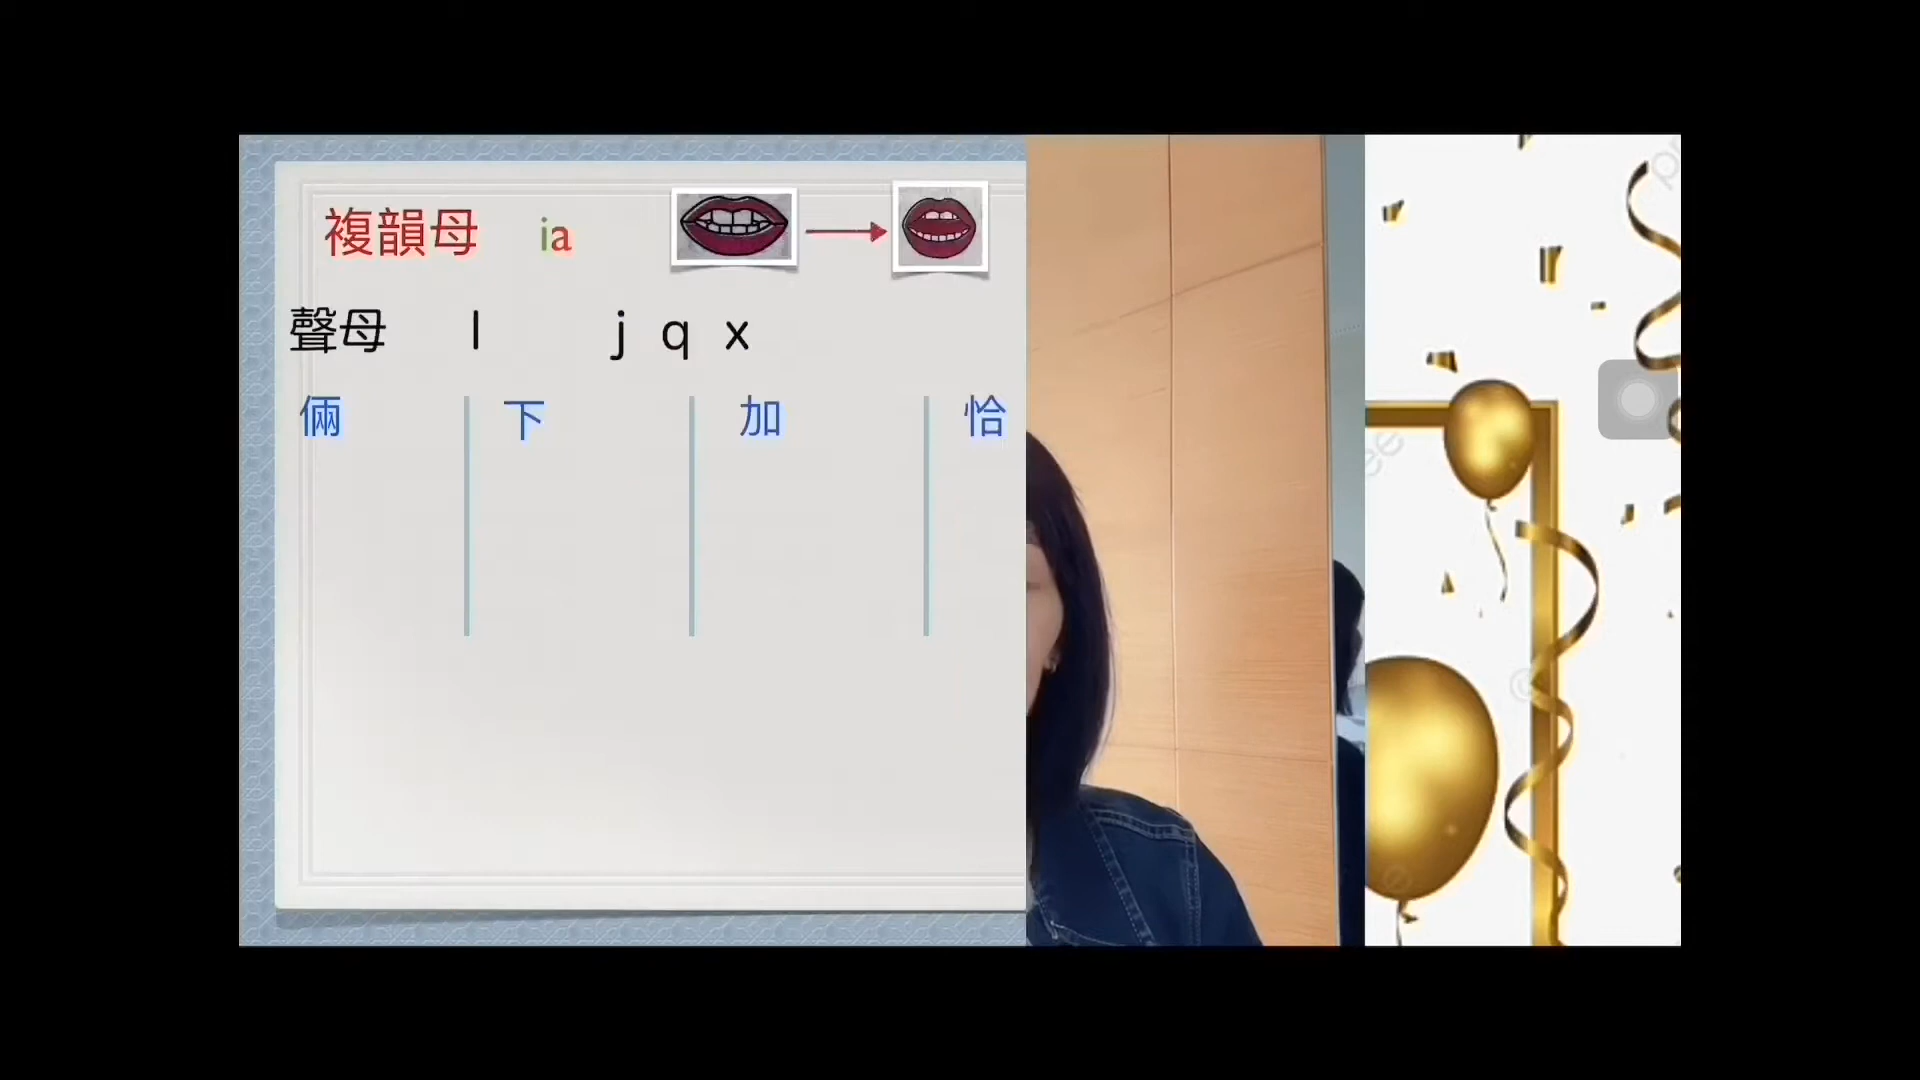 複韻母 ia
聲母 l j q x
倆 下 加 恰